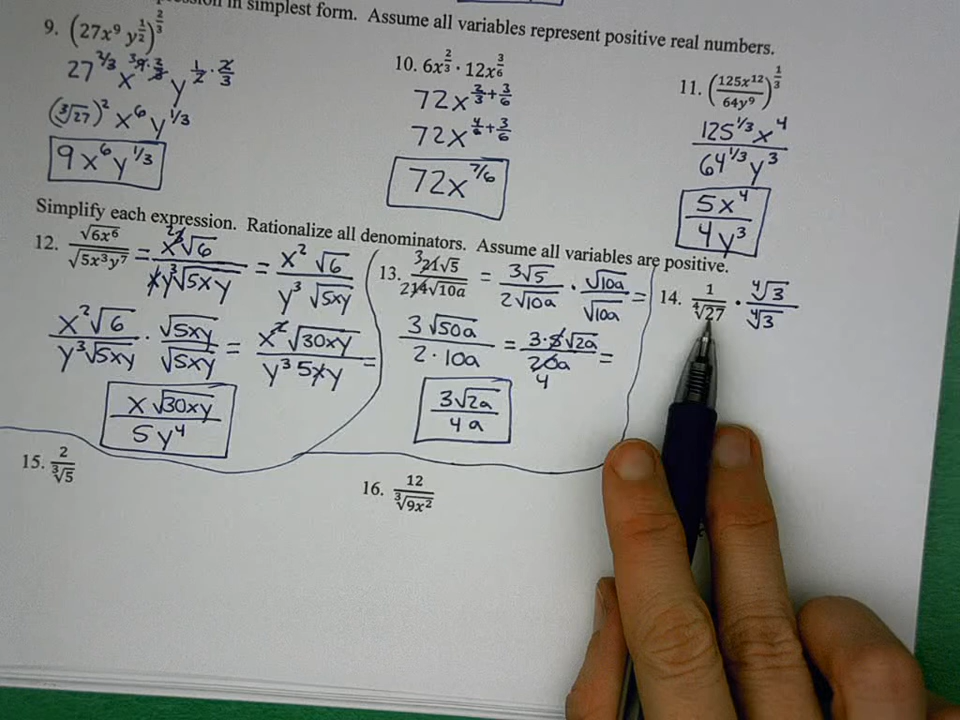 ression in simplest form. Assume all variables represent positive real numbers.
9. (27x⁹ y^(1/2))^(2/3)
27^(2/3) x^(9·2/3) y^(1/2 · 2/3)
(∛27)² x⁶ y^(1/3)
9x⁶y^(1/3)
10. 6x^(2/3) · 12x^(3/6)
72x^(2/3+3/6)
72x^(4/6+3/6)
72x^(7/6)
11. (125x¹²/64y⁹)^(1/3)
125^(1/3)x⁴/64^(1/3)y³
5x⁴/4y³
Simplify each expression. Rationalize all denominators. Assume all variables are positive.
12. √6x⁶/√5x³y⁷ = x³√6/xy³√5xy = x²√6/y³√5xy
x²√6/y³√5xy · √5xy/√5xy = x²√30xy/y³5xy =
x√30xy/5y⁴
13. 21√5/14√10a = 3√5/2√10a · √10a/√10a =
3√50a/2·10a = 3·5√2a/20a =
3√2a/4a
14. 1/∜27 · ∜3/∜3
15. 2/∛5
16. 12/∛9x²